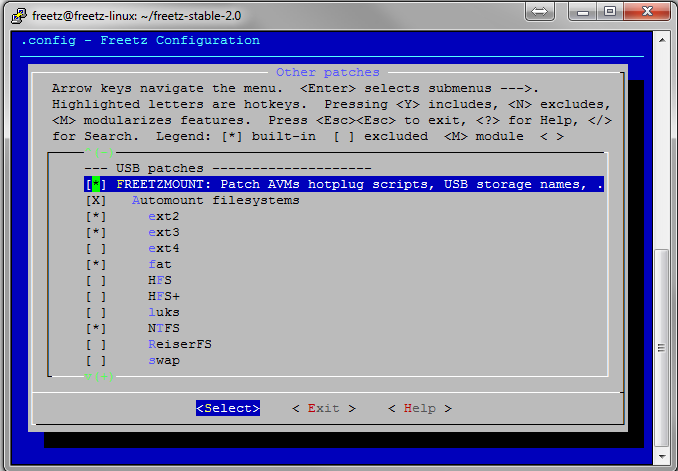 freetz@freetz-linux: ~/freetz-stable-2.0
.config - Freetz Configuration
Other patches
Arrow keys navigate the menu.  <Enter> selects submenus --->.
Highlighted letters are hotkeys.  Pressing <Y> includes, <N> excludes,
<M> modularizes features.  Press <Esc><Esc> to exit, <?> for Help, </>
for Search.  Legend: [*] built-in  [ ] excluded  <M> module  < >
^(-)
--- USB patches --------------------
[*] FREETZMOUNT: Patch AVMs hotplug scripts, USB storage names, .
[X]   Automount filesystems
[*]     ext2
[*]     ext3
[ ]     ext4
[*]     fat
[ ]     HFS
[ ]     HFS+
[ ]     luks
[*]     NTFS
[ ]     ReiserFS
[ ]     swap
v(+)
<Select>    < Exit >    < Help >